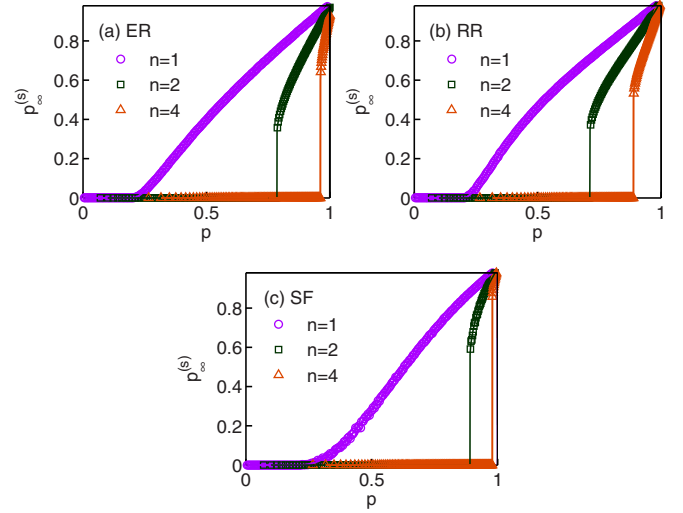 (a) ER
n=1
n=2
n=4
p∞(s)
0.8
0.6
0.4
0.2
0
0 0.5 1
p
(b) RR
n=1
n=2
n=4
p∞(s)
0.8
0.6
0.4
0.2
0
0 0.5 1
p
(c) SF
n=1
n=2
n=4
p∞(s)
0.8
0.6
0.4
0.2
0
0 0.5 1
p